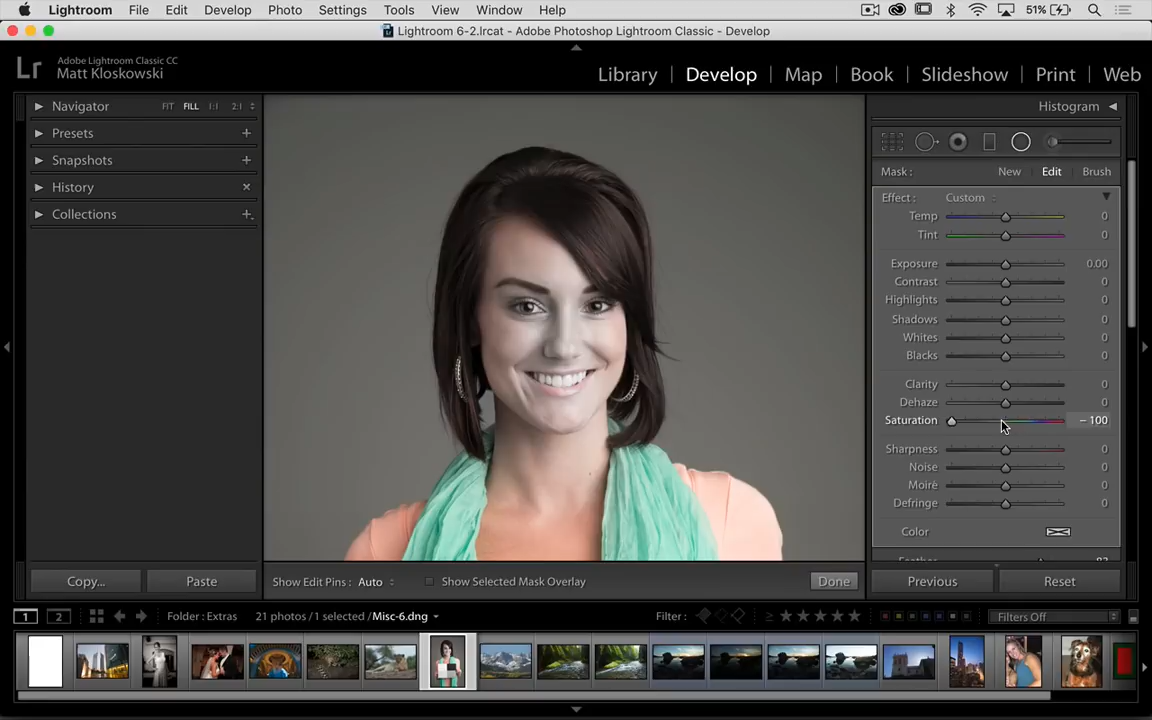 Lightroom File Edit Develop Photo Settings Tools View Window Help 51%
Lightroom 6-2.lrcat - Adobe Photoshop Lightroom Classic - Develop
Lr Adobe Lightroom Classic CC
Matt Kloskowski
Library Develop Map Book Slideshow Print Web
Navigator FIT FILL 1:1 2:1
Presets
Snapshots
History
Collections
Histogram
Mask : New Edit Brush
Effect : Custom
Temp 0
Tint 0
Exposure 0.00
Contrast 0
Highlights 0
Shadows 0
Whites 0
Blacks 0
Clarity 0
Dehaze 0
Saturation – 100
Sharpness 0
Noise 0
Moiré 0
Defringe 0
Color
Feather 82
Copy... Paste
Show Edit Pins : Auto Show Selected Mask Overlay Done
Previous Reset
1 2 Folder : Extras 21 photos/1 selected /Misc-6.dng Filter : Filters Off